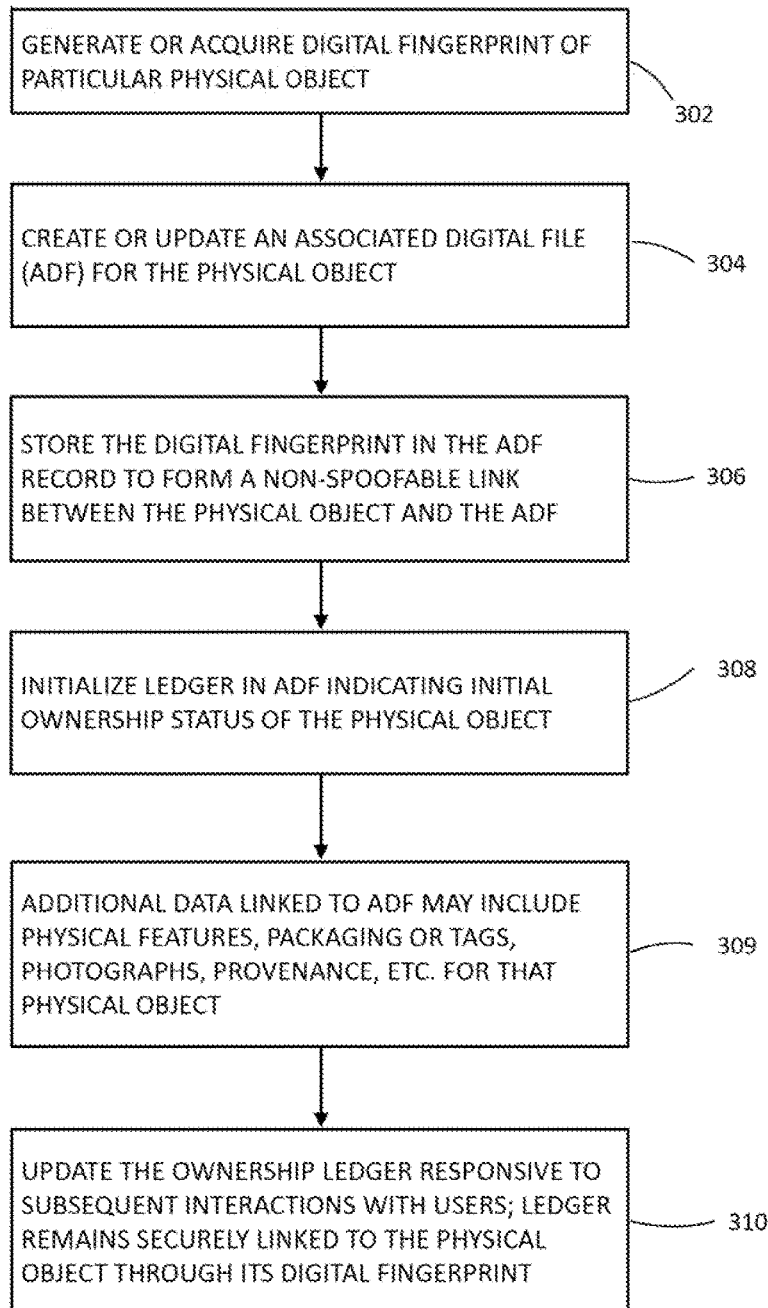 GENERATE OR ACQUIRE DIGITAL FINGERPRINT OF
PARTICULAR PHYSICAL OBJECT
302
CREATE OR UPDATE AN ASSOCIATED DIGITAL FILE
(ADF) FOR THE PHYSICAL OBJECT
304
STORE THE DIGITAL FINGERPRINT IN THE ADF
RECORD TO FORM A NON-SPOOFABLE LINK
BETWEEN THE PHYSICAL OBJECT AND THE ADF
306
INITIALIZE LEDGER IN ADF INDICATING INITIAL
OWNERSHIP STATUS OF THE PHYSICAL OBJECT
308
ADDITIONAL DATA LINKED TO ADF MAY INCLUDE
PHYSICAL FEATURES, PACKAGING OR TAGS,
PHOTOGRAPHS, PROVENANCE, ETC. FOR THAT
PHYSICAL OBJECT
309
UPDATE THE OWNERSHIP LEDGER RESPONSIVE TO
SUBSEQUENT INTERACTIONS WITH USERS; LEDGER
REMAINS SECURELY LINKED TO THE PHYSICAL
OBJECT THROUGH ITS DIGITAL FINGERPRINT
310